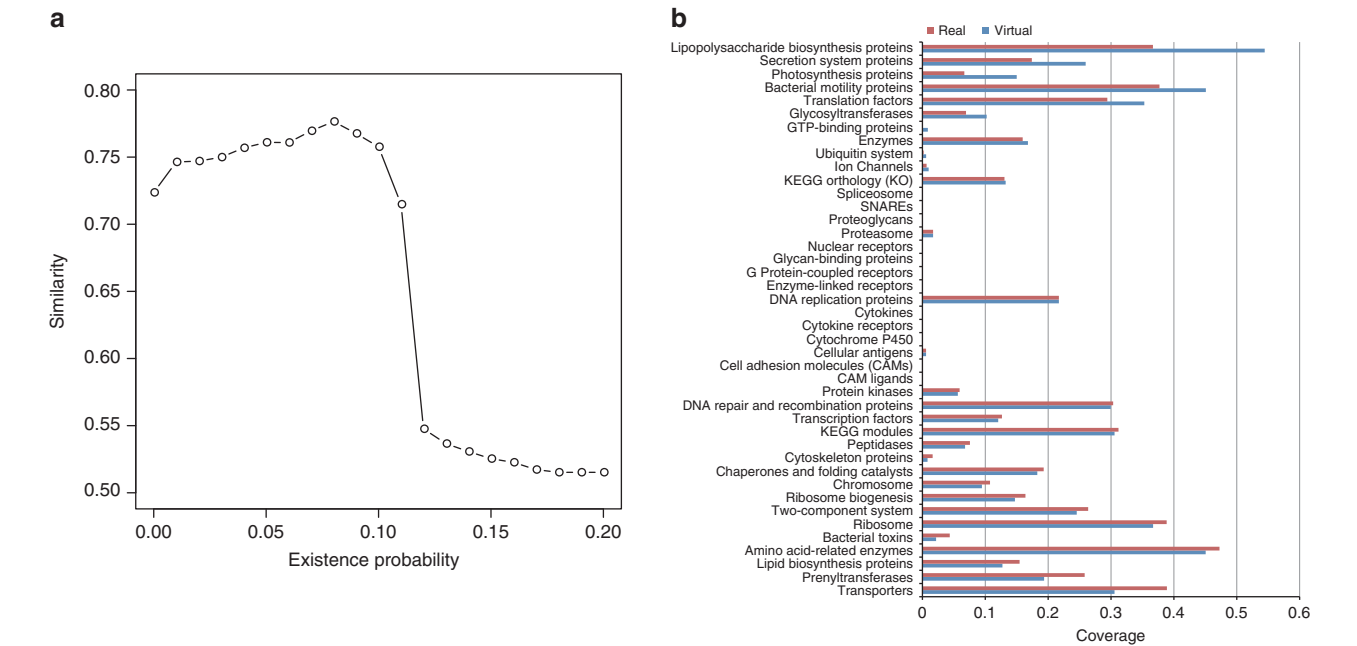 a
0.80
0.75
0.70
0.65
0.60
0.55
0.50
Similarity
0.00 0.05 0.10 0.15 0.20
Existence probability
b
Real Virtual
Lipopolysaccharide biosynthesis proteins
Secretion system proteins
Photosynthesis proteins
Bacterial motility proteins
Translation factors
Glycosyltransferases
GTP-binding proteins
Enzymes
Ubiquitin system
Ion Channels
KEGG orthology (KO)
Spliceosome
SNAREs
Proteoglycans
Proteasome
Nuclear receptors
Glycan-binding proteins
G Protein-coupled receptors
Enzyme-linked receptors
DNA replication proteins
Cytokines
Cytokine receptors
Cytochrome P450
Cellular antigens
Cell adhesion molecules (CAMs)
CAM ligands
Protein kinases
DNA repair and recombination proteins
Transcription factors
KEGG modules
Peptidases
Cytoskeleton proteins
Chaperones and folding catalysts
Chromosome
Ribosome biogenesis
Two-component system
Ribosome
Bacterial toxins
Amino acid-related enzymes
Lipid biosynthesis proteins
Prenyltransferases
Transporters
0 0.1 0.2 0.3 0.4 0.5 0.6
Coverage